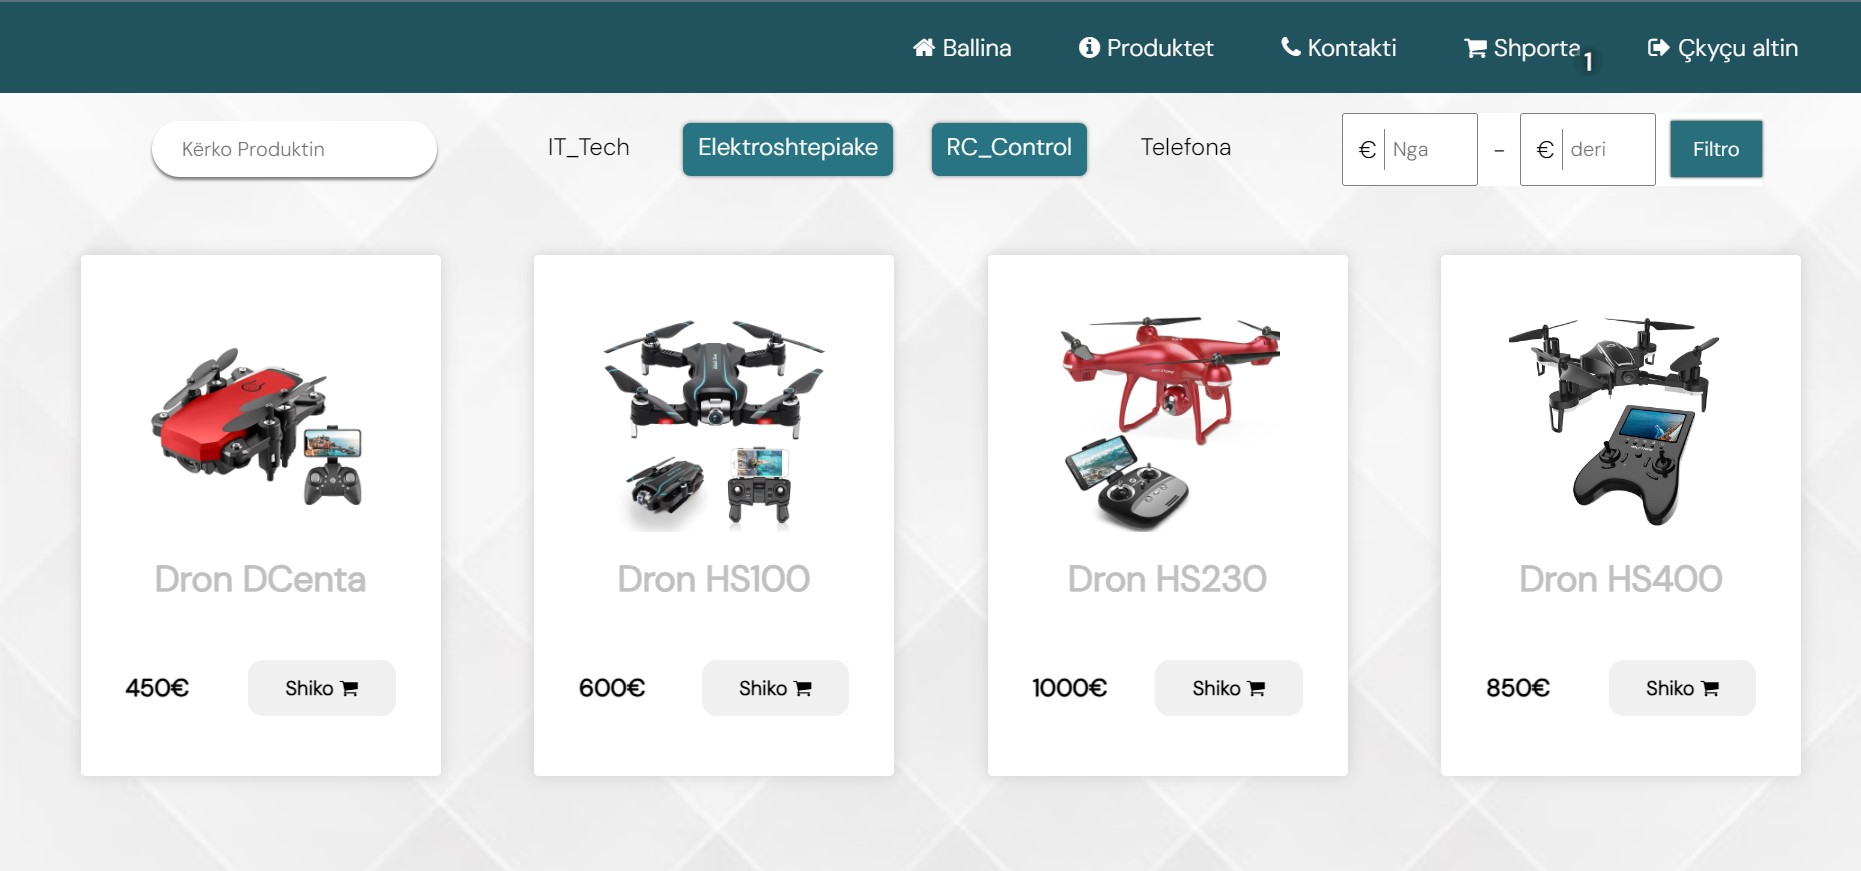 Ballina
Produktet
Kontakti
Shporta
1
Çkyçu altin
Kërko Produktin
IT_Tech
Elektroshtepiake
RC_Control
Telefona
€ Nga
-
€ deri
Filtro
Dron DCenta
450€
Shiko
Dron HS100
600€
Shiko
Dron HS230
1000€
Shiko
Dron HS400
850€
Shiko